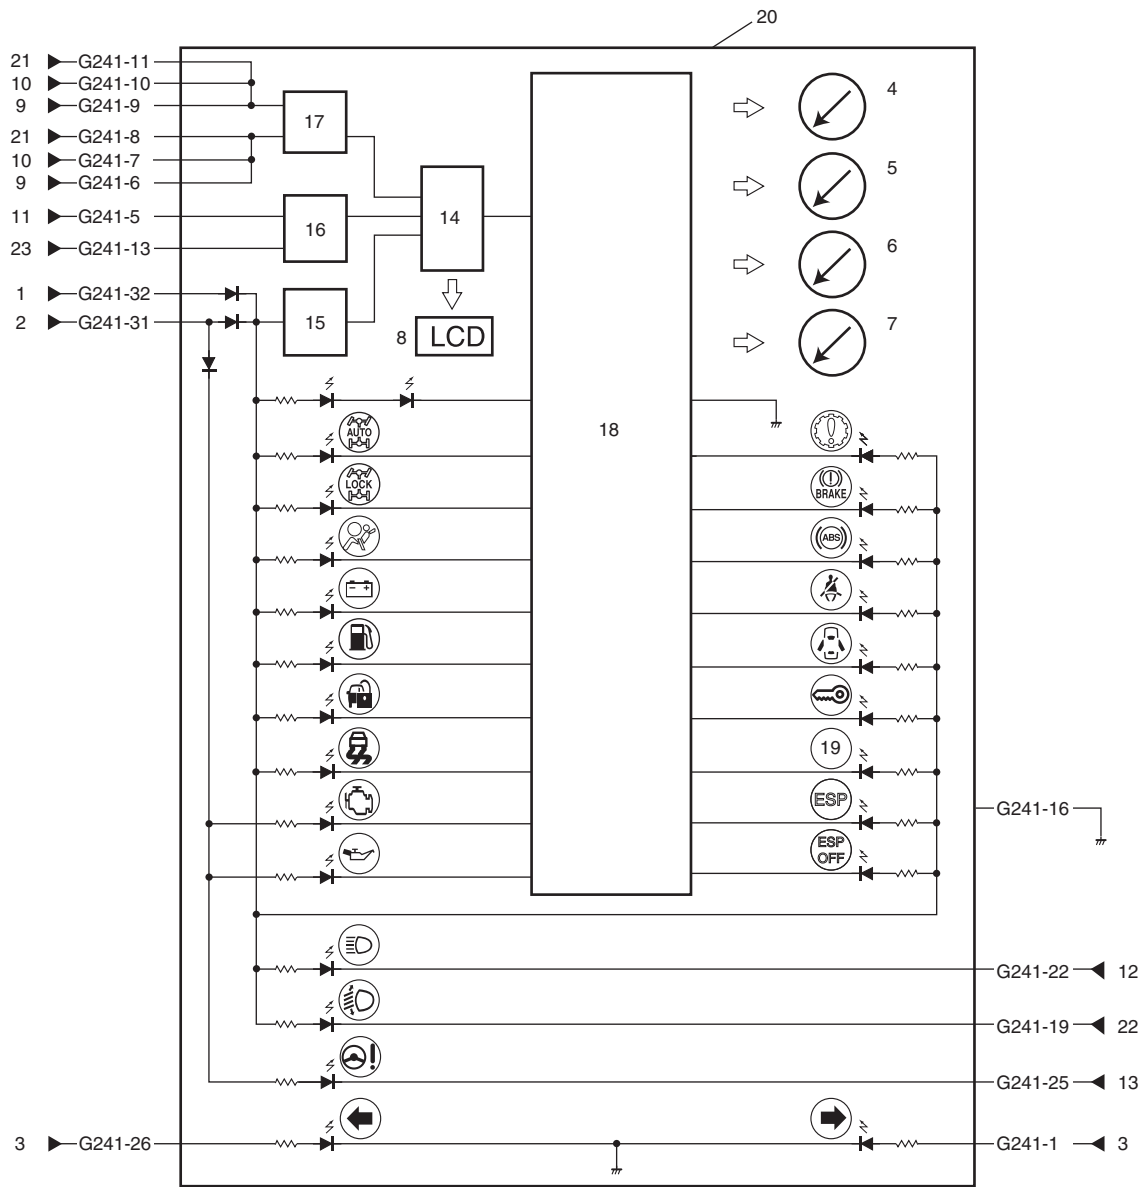 20
21 G241-11
10 G241-10
9 G241-9
21 G241-8
10 G241-7
9 G241-6
11 G241-5
23 G241-13
1 G241-32
2 G241-31
17
16
15
14
8 LCD
18
4
5
6
7
AUTO
LOCK
BRAKE
ABS
19
ESP
ESP
OFF
G241-16
G241-22 12
G241-19 22
G241-25 13
3 G241-26
G241-1 3